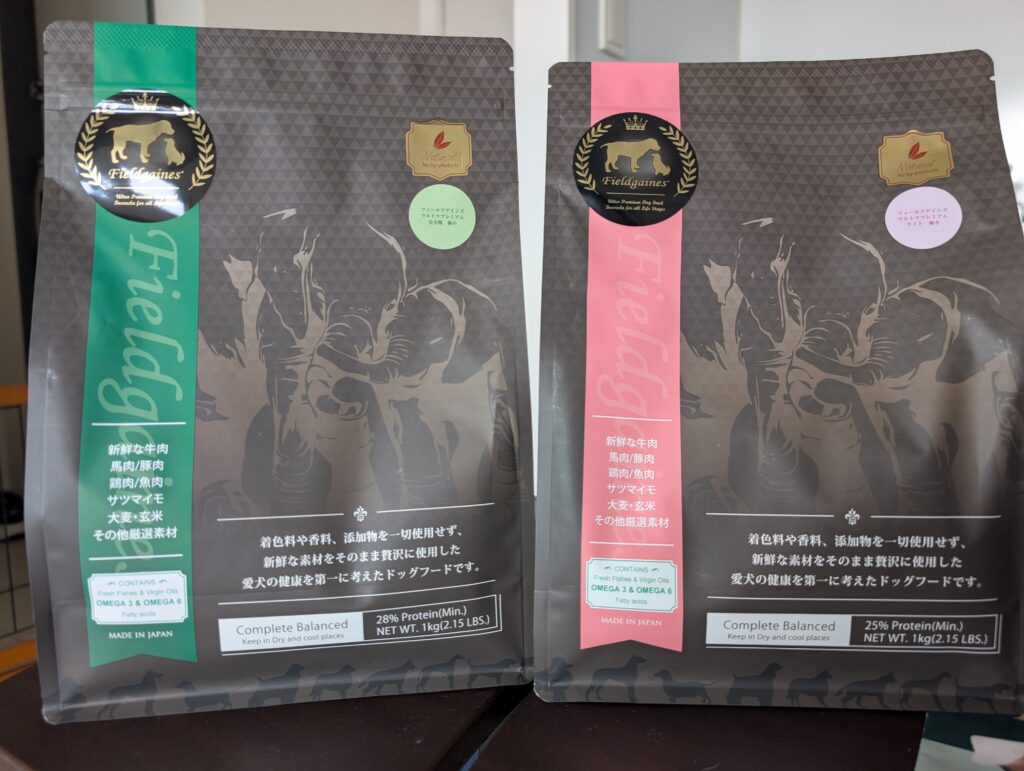 Fieldgaines
Ultra Premium Dog Food
Formula for all Life Stages
Natural
No by-products
フィールドゲインズ
ウルトラプレミアム
全犬種 極小
Fieldgaines
新鮮な牛肉
馬肉/豚肉
鶏肉/魚肉
サツマイモ
大麦・玄米
その他厳選素材
CONTAINS
Fresh Fishes & Virgin Oils
OMEGA 3 & OMEGA 6
Fatty acids
MADE IN JAPAN
着色料や香料、添加物を一切使用せず、
新鮮な素材をそのまま贅沢に使用した
愛犬の健康を第一に考えたドッグフードです。
Complete Balanced
Keep in Dry and cool places
28% Protein(Min.)
NET WT. 1kg(2.15 LBS.)
Fieldgaines
Ultra Premium Dog Food
Formula for all Life Stages
Natural
No by-products
フィールドゲインズ
ウルトラプレミアム
ライト 極小
Fieldgaines
新鮮な牛肉
馬肉/豚肉
鶏肉/魚肉
サツマイモ
大麦・玄米
その他厳選素材
CONTAINS
Fresh Fishes & Virgin Oils
OMEGA 3 & OMEGA 6
Fatty acids
MADE IN JAPAN
着色料や香料、添加物を一切使用せず、
新鮮な素材をそのまま贅沢に使用した
愛犬の健康を第一に考えたドッグフードです。
Complete Balanced
Keep in Dry and cool places
25% Protein(Min.)
NET WT. 1kg(2.15 LBS.)